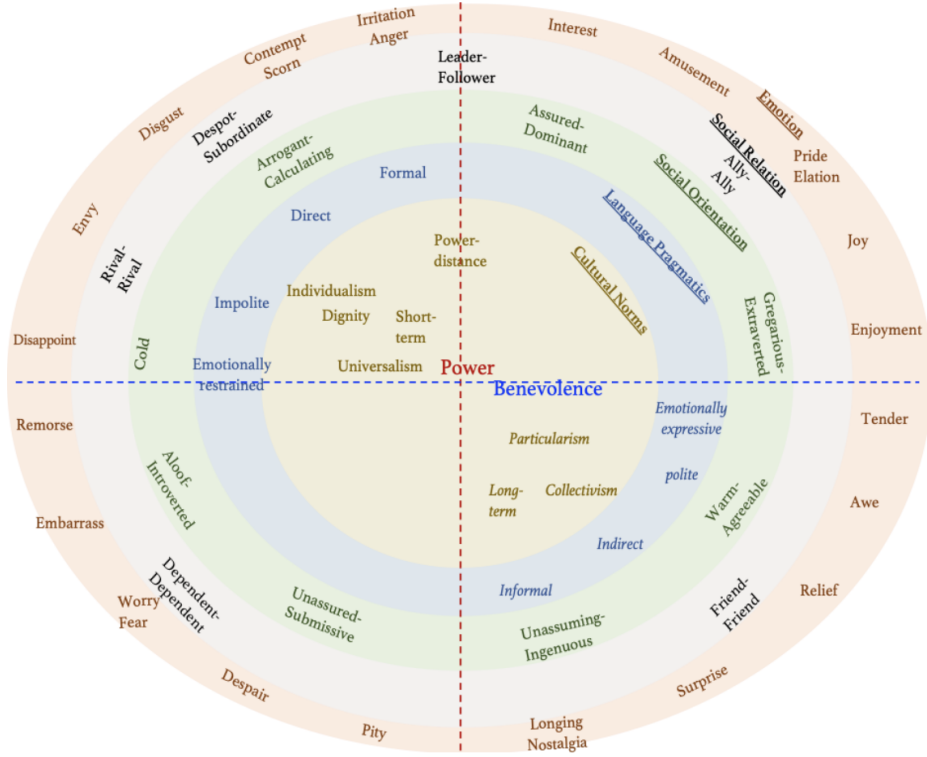 Irritation
Anger
Interest
Contempt
Scorn
Amusement
Leader-
Follower
Emotion
Disgust
Despot-
Subordinate
Assured-
Dominant
Social Relation
Ally-
Ally
Pride
Elation
Arrogant-
Calculating
Formal
Social Orientation
Envy
Direct
Language Pragmatics
Joy
Rival-
Rival
Power-
distance
Cultural Norms
Impolite
Individualism
Dignity
Short-
term
Gregarious-
Extraverted
Enjoyment
Disappoint
Cold
Emotionally
restrained
Universalism
Power
Benevolence
Remorse
Emotionally
expressive
Tender
Particularism
Aloof-
Introverted
polite
Long-
term
Collectivism
Warm-
Agreeable
Awe
Embarrass
Indirect
Worry
Fear
Dependent-
Dependent
Unassured-
Submissive
Informal
Friend-
Friend
Relief
Unassuming-
Ingenuous
Despair
Surprise
Pity
Longing
Nostalgia